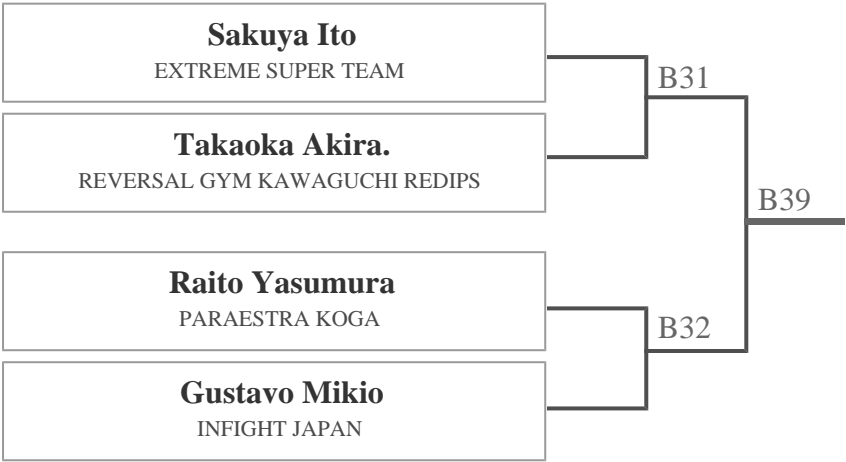 Sakuya Ito
EXTREME SUPER TEAM
B31
Takaoka Akira.
REVERSAL GYM KAWAGUCHI REDIPS
B39
Raito Yasumura
PARAESTRA KOGA
B32
Gustavo Mikio
INFIGHT JAPAN